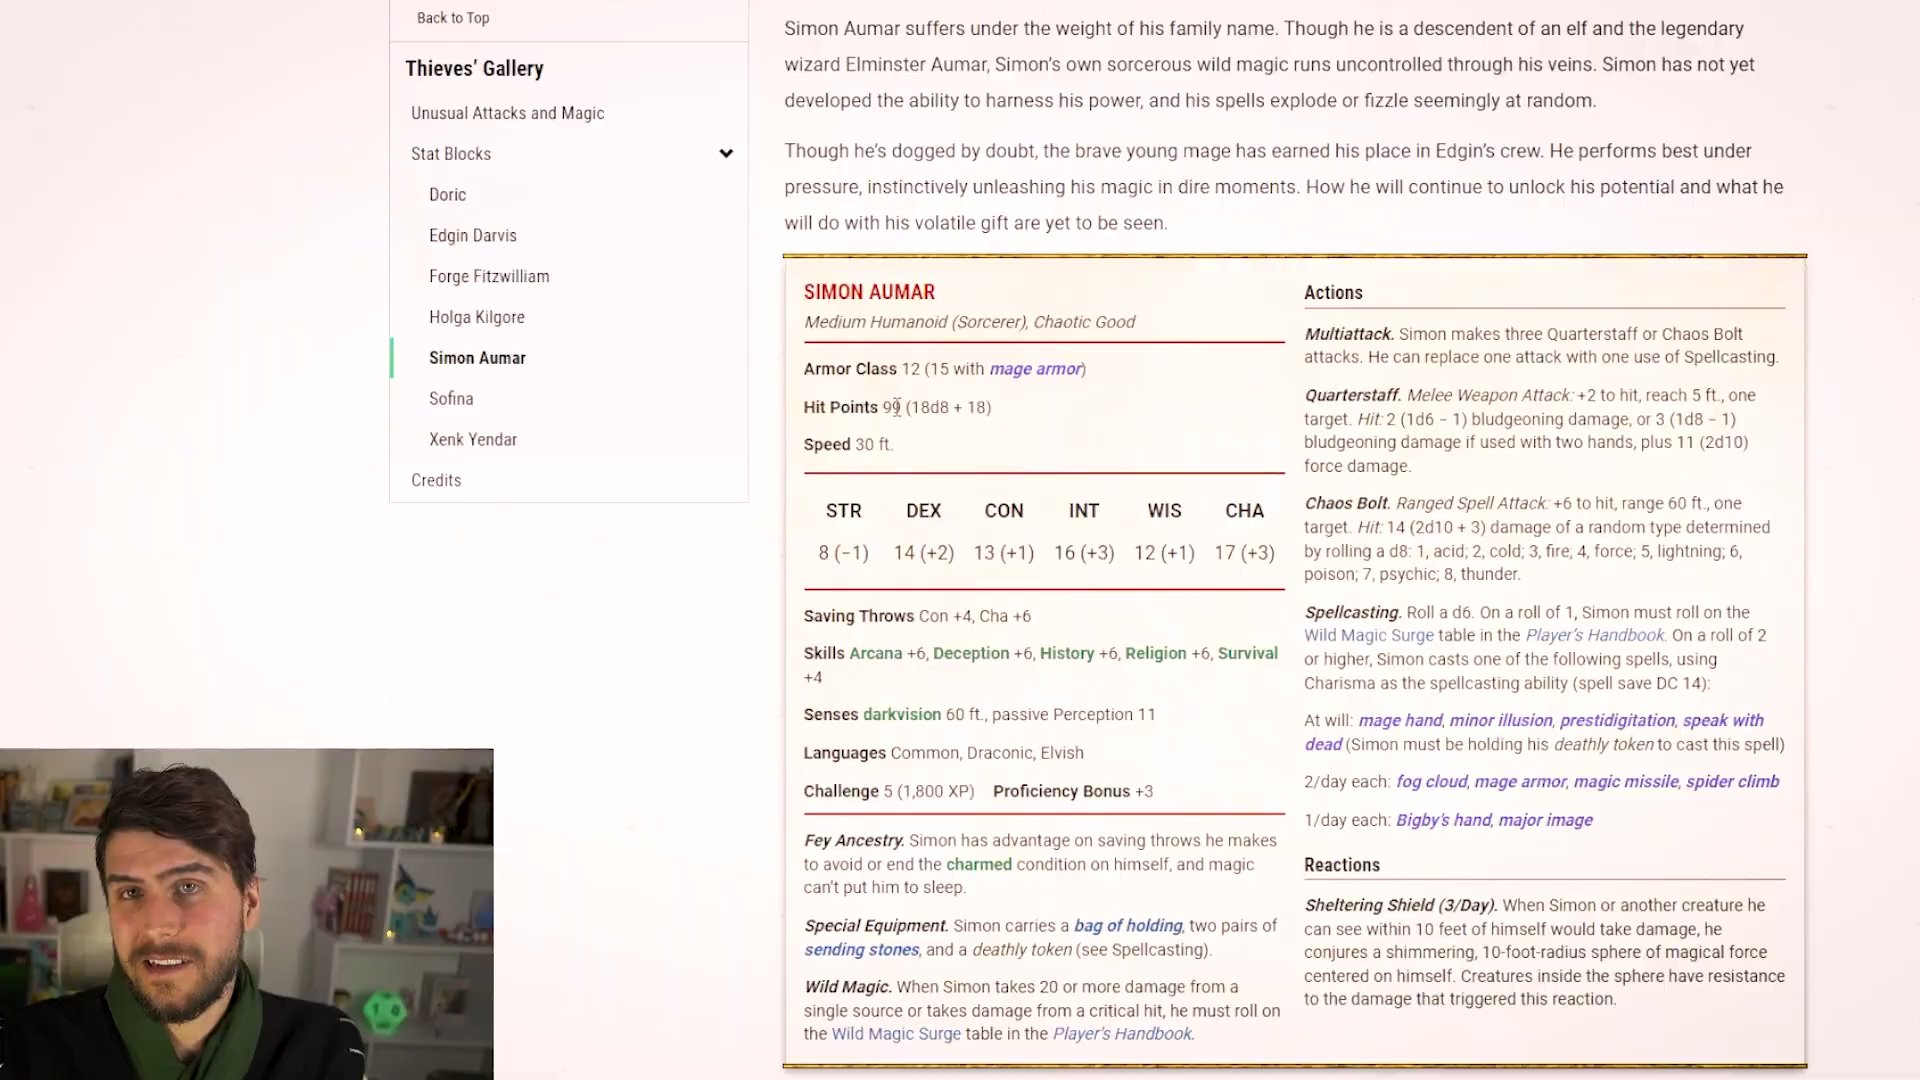 Back to Top
Thieves' Gallery
Unusual Attacks and Magic
Stat Blocks
Doric
Edgin Darvis
Forge Fitzwilliam
Holga Kilgore
Simon Aumar
Sofina
Xenk Yendar
Credits
Simon Aumar suffers under the weight of his family name. Though he is a descendent of an elf and the legendary
wizard Elminster Aumar, Simon's own sorcerous wild magic runs uncontrolled through his veins. Simon has not yet
developed the ability to harness his power, and his spells explode or fizzle seemingly at random.
Though he's dogged by doubt, the brave young mage has earned his place in Edgin's crew. He performs best under
pressure, instinctively unleashing his magic in dire moments. How he will continue to unlock his potential and what he
will do with his volatile gift are yet to be seen.
SIMON AUMAR
Medium Humanoid (Sorcerer), Chaotic Good
Armor Class 12 (15 with mage armor)
Hit Points 99 (18d8 + 18)
Speed 30 ft.
STR DEX CON INT WIS CHA
8 (−1) 14 (+2) 13 (+1) 16 (+3) 12 (+1) 17 (+3)
Saving Throws Con +4, Cha +6
Skills Arcana +6, Deception +6, History +6, Religion +6, Survival
+4
Senses darkvision 60 ft., passive Perception 11
Languages Common, Draconic, Elvish
Challenge 5 (1,800 XP) Proficiency Bonus +3
Fey Ancestry. Simon has advantage on saving throws he makes
to avoid or end the charmed condition on himself, and magic
can't put him to sleep.
Special Equipment. Simon carries a bag of holding, two pairs of
sending stones, and a deathly token (see Spellcasting).
Wild Magic. When Simon takes 20 or more damage from a
single source or takes damage from a critical hit, he must roll on
the Wild Magic Surge table in the Player's Handbook.
Actions
Multiattack. Simon makes three Quarterstaff or Chaos Bolt
attacks. He can replace one attack with one use of Spellcasting.
Quarterstaff. Melee Weapon Attack: +2 to hit, reach 5 ft., one
target. Hit: 2 (1d6 − 1) bludgeoning damage, or 3 (1d8 − 1)
bludgeoning damage if used with two hands, plus 11 (2d10)
force damage.
Chaos Bolt. Ranged Spell Attack: +6 to hit, range 60 ft., one
target. Hit: 14 (2d10 + 3) damage of a random type determined
by rolling a d8: 1, acid; 2, cold; 3, fire; 4, force; 5, lightning; 6,
poison; 7, psychic; 8, thunder.
Spellcasting. Roll a d6. On a roll of 1, Simon must roll on the
Wild Magic Surge table in the Player's Handbook. On a roll of 2
or higher, Simon casts one of the following spells, using
Charisma as the spellcasting ability (spell save DC 14):
At will: mage hand, minor illusion, prestidigitation, speak with
dead (Simon must be holding his deathly token to cast this spell)
2/day each: fog cloud, mage armor, magic missile, spider climb
1/day each: Bigby's hand, major image
Reactions
Sheltering Shield (3/Day). When Simon or another creature he
can see within 10 feet of himself would take damage, he
conjures a shimmering, 10-foot-radius sphere of magical force
centered on himself. Creatures inside the sphere have resistance
to the damage that triggered this reaction.